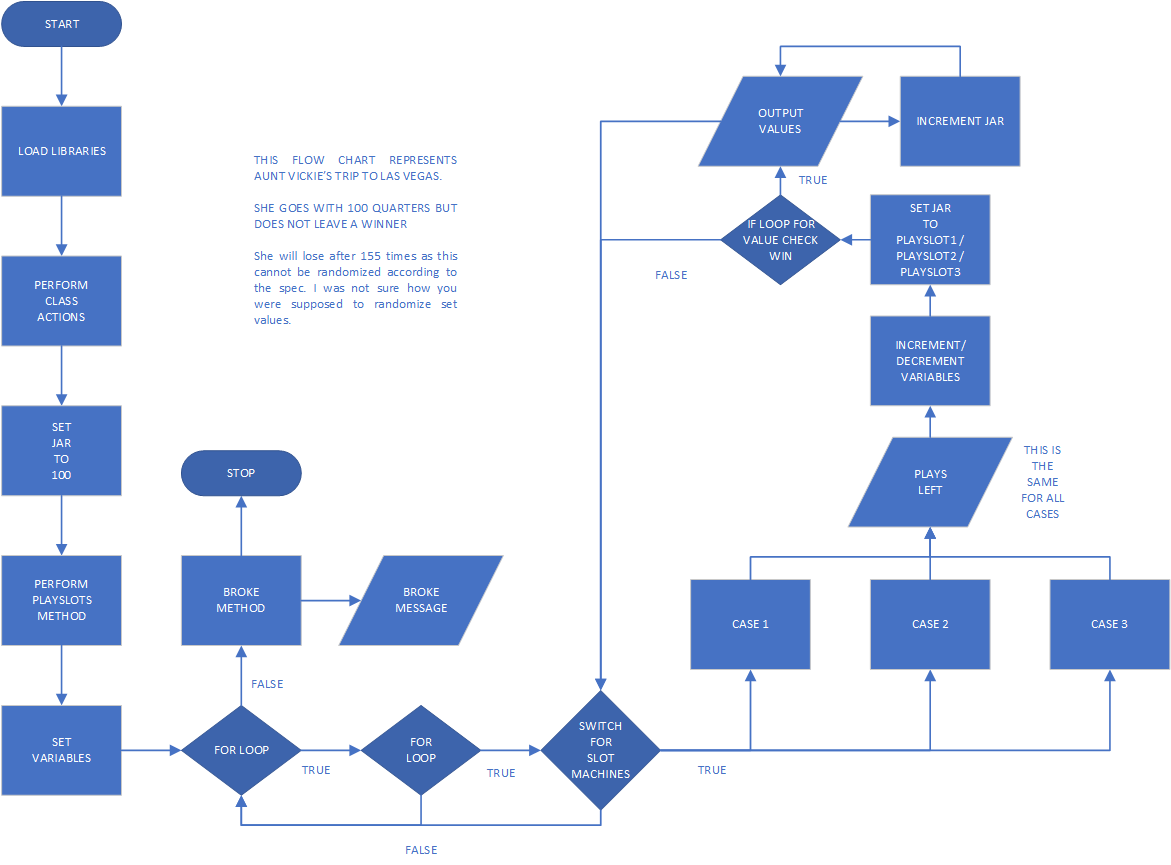 START
LOAD LIBRARIES
PERFORM
CLASS
ACTIONS
SET
JAR
TO
100
PERFORM
PLAYSLOTS
METHOD
SET
VARIABLES
THIS FLOW CHART REPRESENTS
AUNT VICKIE'S TRIP TO LAS VEGAS.
SHE GOES WITH 100 QUARTERS BUT
DOES NOT LEAVE A WINNER
She will lose after 155 times as this
cannot be randomized according to
the spec. I was not sure how you
were supposed to randomize set
values.
STOP
BROKE
METHOD
BROKE
MESSAGE
FALSE
FOR LOOP
TRUE
FOR
LOOP
TRUE
FALSE
SWITCH
FOR
SLOT
MACHINES
TRUE
CASE 1
CASE 2
CASE 3
PLAYS
LEFT
THIS IS
THE
SAME
FOR ALL
CASES
INCREMENT/
DECREMENT
VARIABLES
SET JAR
TO
PLAYSLOT1 /
PLAYSLOT2 /
PLAYSLOT3
IF LOOP FOR
VALUE CHECK
WIN
FALSE
TRUE
OUTPUT
VALUES
INCREMENT JAR